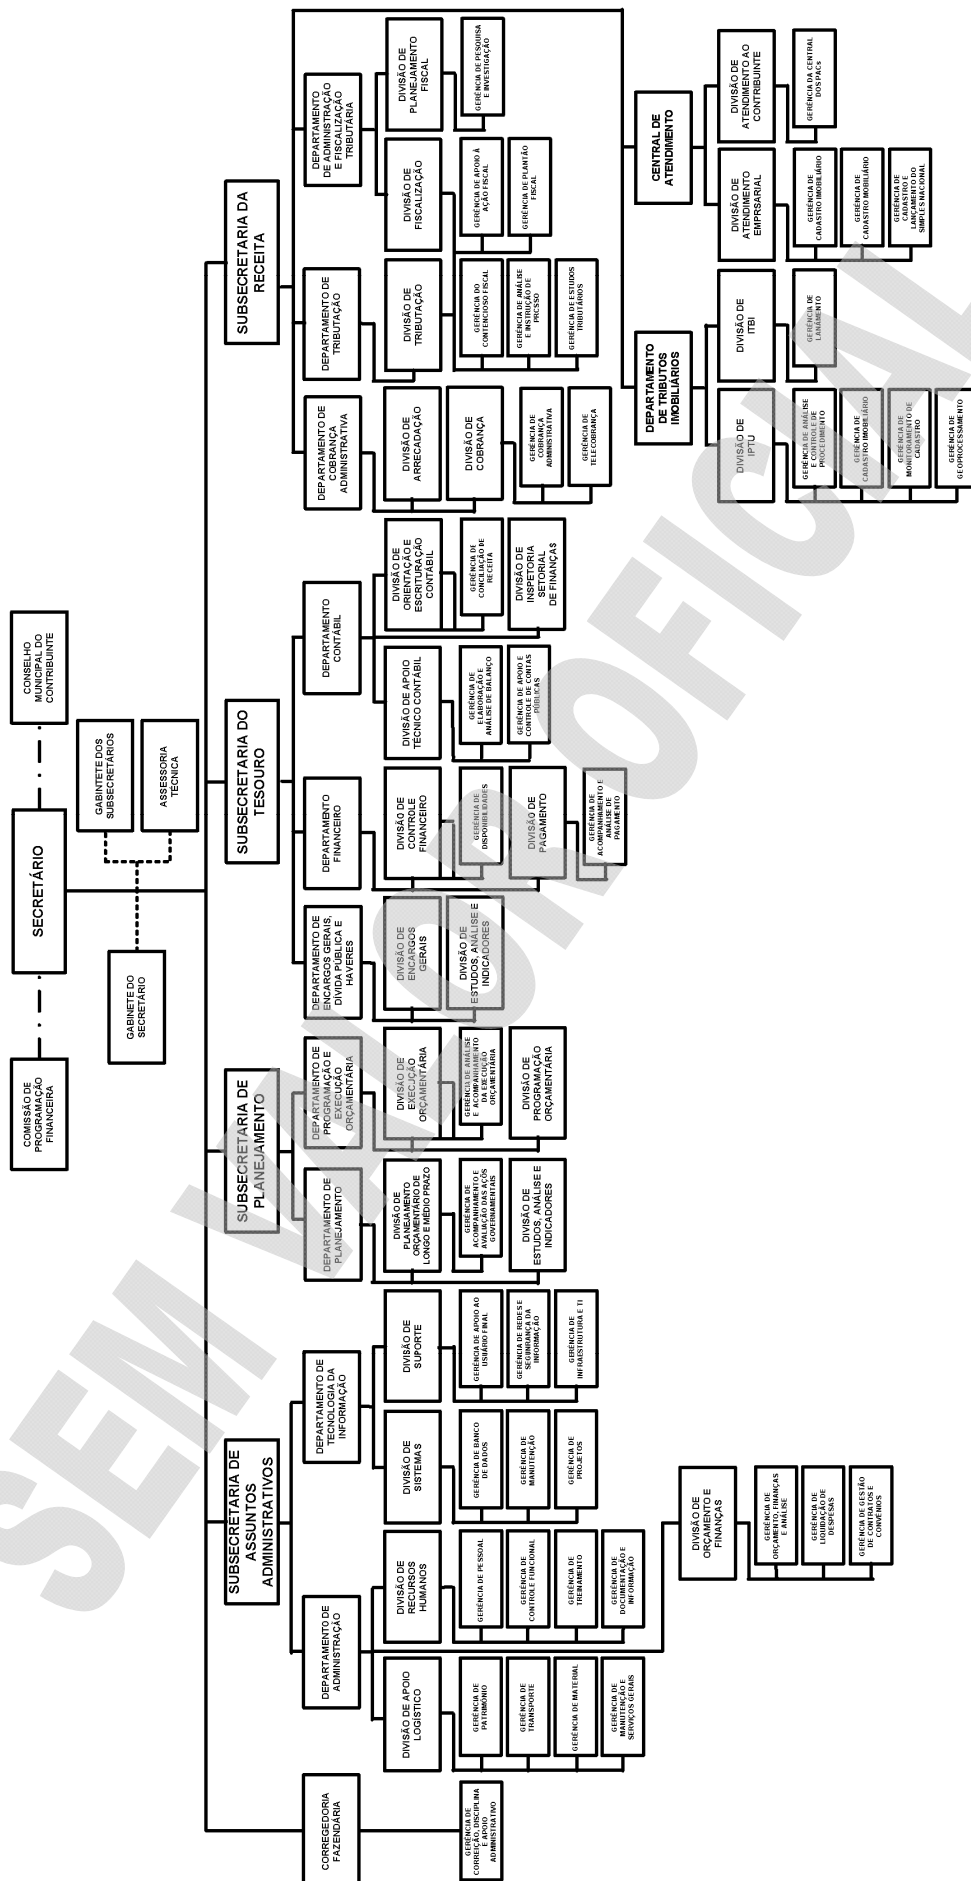 COMISSÃO DE
PROGRAMAÇÃO
FINANCEIRA
SECRETÁRIO
CONSELHO
MUNICIPAL DO
CONTRIBUINTE
GABINETE DO
SECRETÁRIO
GABINTETE DOS
SUBSECRETÁRIOS
ASSESSORIA
TÉCNICA
CORREGEDORIA
FAZENDÁRIA
GERÊNCIA DE
CORREIÇÃO, DISCIPLINA
E APOIO
ADMINISTRATIVO
SUBSECRETARIA DE
ASSUNTOS
ADMINISTRATIVOS
DEPARTAMENTO DE
ADMINISTRAÇÃO
DIVISÃO DE APOIO
LOGÍSTICO
GERÊNCIA DE
PATRIMÔNIO
GERÊNCIA DE
TRANSPORTE
GERÊNCIA DE MATERIAL
GERÊNCIA DE
MANUTENÇÃO E
SERVIÇOS GERAIS
DIVISÃO DE
RECURSOS
HUMANOS
GERÊNCIA DE PESSOAL
GERÊNCIA DE
CONTROLE FUNCIONAL
GERÊNCIA DE
TREINAMENTO
GERÊNCIA DE
DOCUMENTAÇÃO E
INFORMAÇÃO
DIVISÃO DE
ORÇAMENTO E
FINANÇAS
GERÊNCIA DE
ORÇAMENTO, FINANÇAS
E ANÁLISE
GERÊNCIA DE
LIQUIDAÇÃO DE
DESPESAS
GERÊNCIA DE GESTÃO
DE CONTRATOS E
CONVÊNIOS
DEPARTAMENTO DE
TECNOLOGIA DA
INFORMAÇÃO
DIVISÃO DE
SISTEMAS
GERÊNCIA DE BANCO
DE DADOS
GERÊNCIA DE
MANUTENÇÃO
GERÊNCIA DE
PROJETOS
DIVISÃO DE
SUPORTE
GERÊNCIA DE APOIO AO
USUÁRIO FINAL
GERÊNCIA DE REDES E
SEGUNRANÇA DA
INFORMAÇÃO
GERÊNCIA DE
INFRAESTRUTURA E TI
SUBSECRETARIA DE
PLANEJAMENTO
DEPARTAMENTO DE
PLANEJAMENTO
DIVISÃO DE
PLANEJAMENTO
ORÇAMENTÁRIO DE
LONGO E MÉDIO PRAZO
GERÊNCIA DE
ACOMPANHAMENTO E
AVALIAÇÃO DAS AÇÕS
GOVERNAMENTAIS
DIVISÃO DE
ESTUDOS, ANÁLISE E
INDICADORES
DEPARTAMENTO DE
PROGRAMAÇÃO E
EXECUÇÃO
ORÇAMENTÁRIA
DIVISÃO DE
EXECUÇÃO
ORÇAMENTÁRIA
GERÊNCIA DE ANÁLISE
E ACOMPANHAMENTO
DA EXECUÇÃO
ORÇAMENTÁRIA
DIVISÃO DE
PROGRAMAÇÃO
ORÇAMENTÁRIA
SUBSECRETARIA DO
TESOURO
DEPARTAMENTO DE
ENCARGOS GERAIS,
DÍVIDA PÚBLICA E
HAVERES
DIVISÃO DE
ENCARGOS
GERAIS
DIVISÃO DE
ESTUDOS, ANÁLISE E
INDICADORES
DEPARTAMENTO
FINANCEIRO
DIVISÃO DE
CONTROLE
FINANCEIRO
GERÊNCIA DE
DISPONIBILIDADES
DIVISÃO DE
PAGAMENTO
GERÊNCIA DE
ACOMPANHAMENTO E
ANÁLISE DE
PAGAMENTO
DEPARTAMENTO
CONTÁBIL
DIVISÃO DE APOIO
TÉCNICO CONTÁBIL
GERÊNCIA DE
ELABORAÇÃO E
ANÁLISE DE BALANÇO
GERÊNCIA DE APOIO E
CONTROLE DE CONTAS
PÚBLICAS
DIVISÃO DE
ORIENTAÇÃO E
ESCRITURAÇÃO
CONTÁBIL
GERÊNCIA DE
CONCILIAÇÃO DE
RECEITA
DIVISÃO DE
INSPETORIA
SETORIAL
DE FINANÇAS
SUBSECRETARIA DA
RECEITA
DEPARTAMENTO DE
COBRANÇA
ADMINISTRATIVA
DIVISÃO DE
ARRECADAÇÃO
DIVISÃO DE
COBRANÇA
GERÊNCIA DE
COBRANÇA
ADMINISTRATIVA
GERÊNCIA DE
TELECOBRANÇA
DEPARTAMENTO DE
TRIBUTAÇÃO
DIVISÃO DE
TRIBUTAÇÃO
GERÊNCIA DO
CONTENCIOSO FISCAL
GERÊNCIA DE ANÁLISE
E INSTRUÇÃO DE
PRCSSO
GERÊNCIA DE ESTUDOS
TRIBUTÁRIOS
DEPARTAMENTO
DE ADMINISTRAÇÃO
E FISCALIZAÇÃO
TRIBUTÁRIA
DIVISÃO DE
FISCALIZAÇÃO
GERÊNCIA DE APOIO À
AÇÃO FISCAL
GERÊNCIA DE PLANTÃO
FISCAL
DIVISÃO DE
PLANEJAMENTO
FISCAL
GERÊNCIA DE PESQUISA
E INVESTIGAÇÃO
DEPARTAMENTO
DE TRIBUTOS
IMOBILIÁRIOS
DIVISÃO DE
IPTU
GERÊNCIA DE ANÁLISE
E CONTROLE DE
PROCEDIMENTO
GERÊNCIA DE
CADASTRO IMOBILIÁRIO
GERÊNCIA DE
MONITORAMENTO DE
CADASTRO
GERÊNCIA DE
GEOPROCESSAMENTO
DIVISÃO DE
ITBI
GERÊNCIA DE
LANÁMENTO
CENTRAL DE
ATENDIMENTO
DIVISÃO DE
ATENDIMENTO
EMPRSARIAL
GERÊNCIA DE
CADASTRO IMOBILIÁRIO
GERÊNCIA DE
CADASTRO MOBILIÁRIO
GERÊNCIA DE
CADASTRO E
LANÇAMENTO DO
SIMPLES NACIONAL
DIVISÃO DE
ATENDIMENTO AO
CONTRIBUINTE
GERÊNCIA DA CENTRAL
DOS PACs
SEM VALOR OFICIAL